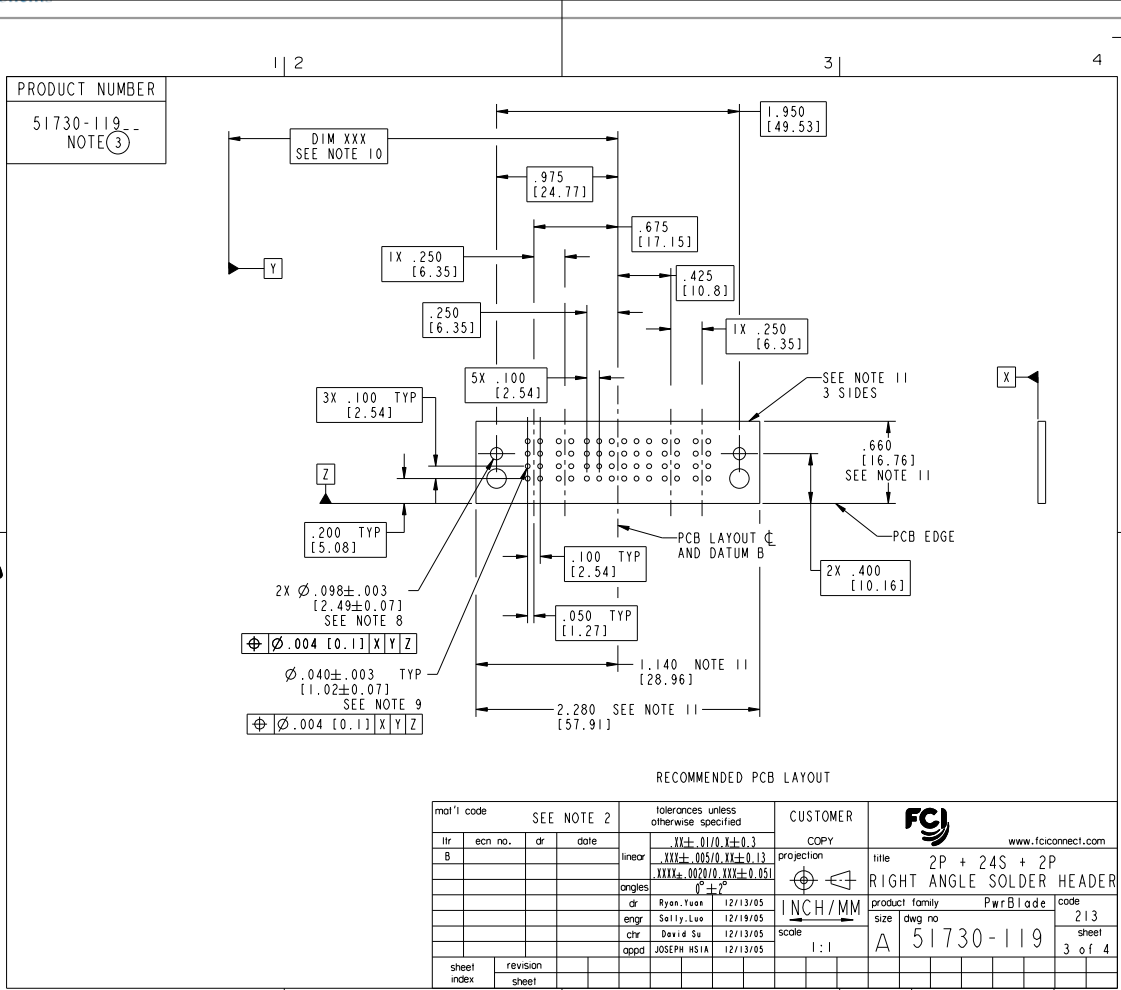 1 2 3 4
PRODUCT NUMBER
51730-119_ _
NOTE 3
DIM XXX
SEE NOTE 10
1.950
[49.53]
.975
[24.77]
.675
[17.15]
Y
1X .250
[6.35]
.425
[10.8]
.250
[6.35]
1X .250
[6.35]
5X .100
[2.54]
SEE NOTE 11
3 SIDES
X
3X .100 TYP
[2.54]
.660
[16.76]
SEE NOTE 11
Z
.200 TYP
[5.08]
PCB LAYOUT ℄
AND DATUM B
PCB EDGE
.100 TYP
[2.54]
2X .400
[10.16]
2X Ø.098±.003
[2.49±0.07]
SEE NOTE 8
⌖ Ø.004 [0.1] X Y Z
.050 TYP
[1.27]
Ø.040±.003 TYP
[1.02±0.07]
SEE NOTE 9
⌖ Ø.004 [0.1] X Y Z
1.140 NOTE 11
[28.96]
2.280 SEE NOTE 11
[57.91]
RECOMMENDED PCB LAYOUT
mat'l code SEE NOTE 2
tolerances unless
otherwise specified
CUSTOMER
COPY
FCI
www.fciconnect.com
ltr ecn no. dr date
B
linear
.XX±.01/0.X±0.3
.XXX±.005/0.XX±0.13
.XXXX±.0020/0.XXX±0.051
angles 0°±2°
projection
title 2P + 24S + 2P
RIGHT ANGLE SOLDER HEADER
dr Ryan.Yuan 12/13/05
engr Sally.Luo 12/19/05
chr David Su 12/13/05
appd JOSEPH HSIA 12/13/05
INCH/MM
scale
1:1
product family PwrBlade
code
213
size dwg no
A 51730-119
sheet
3 of 4
sheet
index
revision
sheet